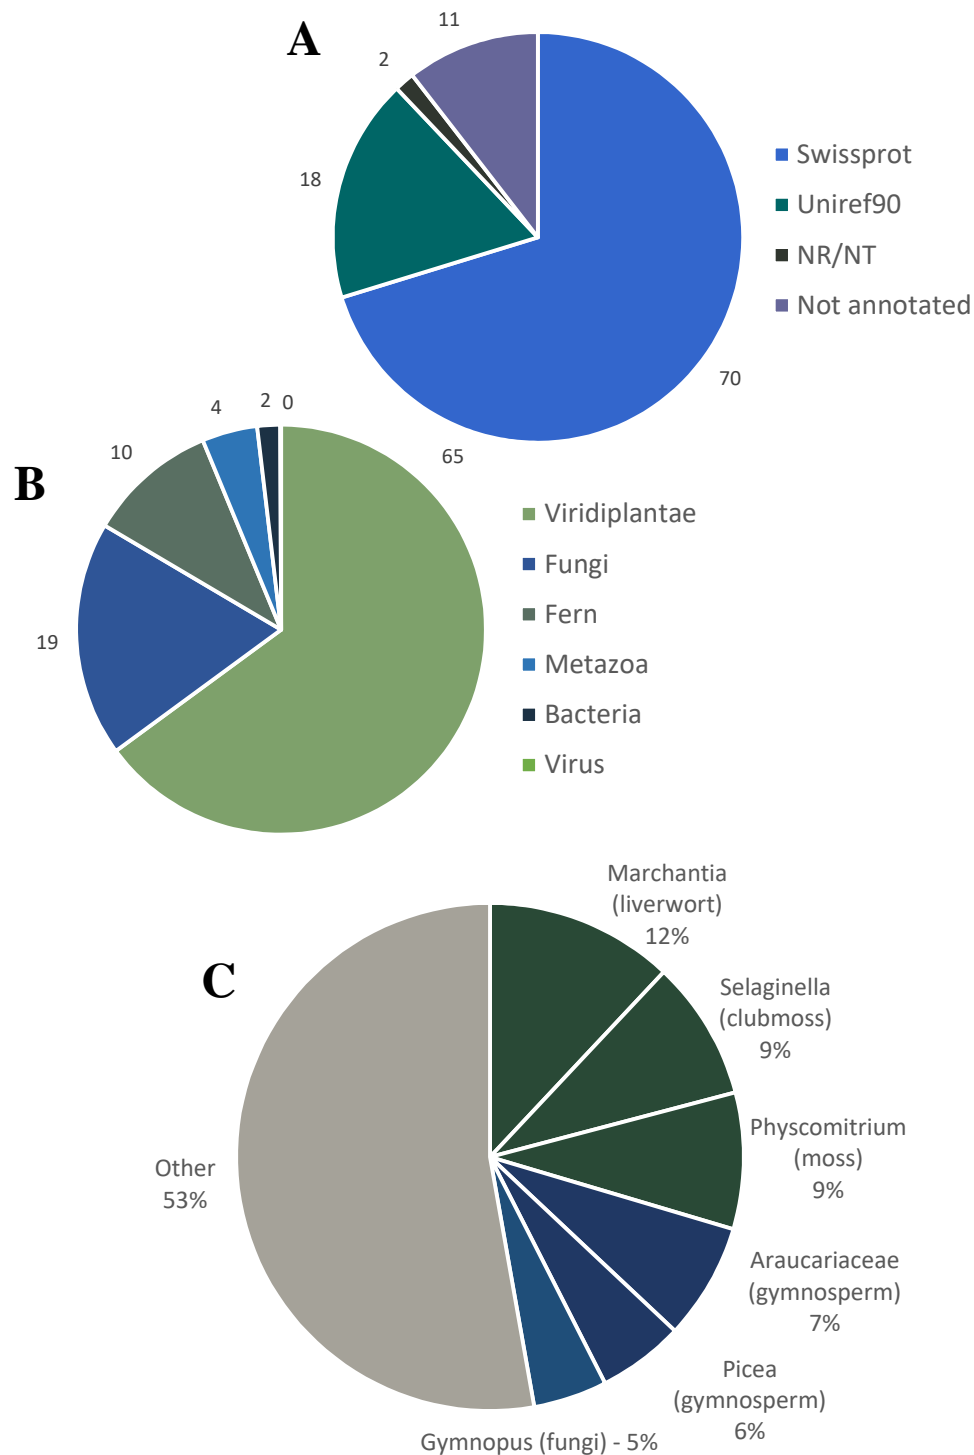 A
11
2
18
70
Swissprot
Uniref90
NR/NT
Not annotated
B
2 0
4
10
65
19
Viridiplantae
Fungi
Fern
Metazoa
Bacteria
Virus
C
Marchantia
(liverwort)
12%
Selaginella
(clubmoss)
9%
Physcomitrium
(moss)
9%
Araucariaceae
(gymnosperm)
7%
Picea
(gymnosperm)
6%
Gymnopus (fungi) - 5%
Other
53%